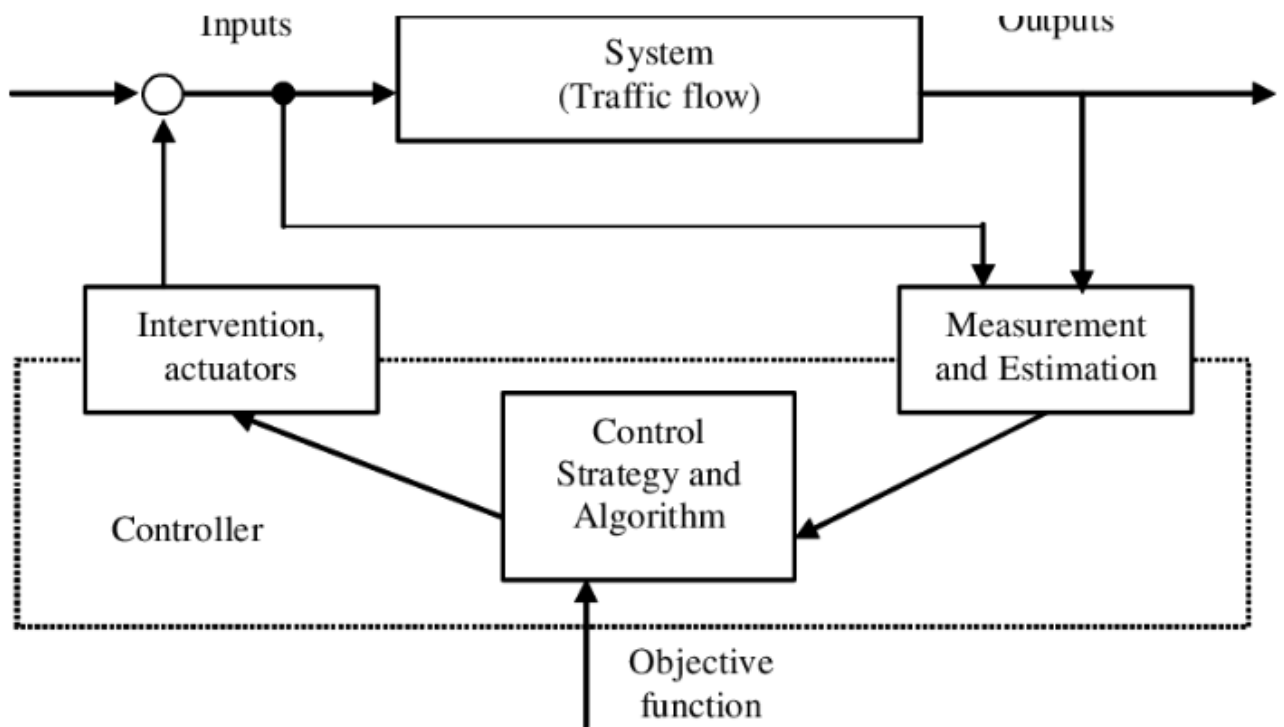 Inputs
System
(Traffic flow)
Outputs
Intervention,
actuators
Measurement
and Estimation
Control
Strategy and
Algorithm
Controller
Objective
function